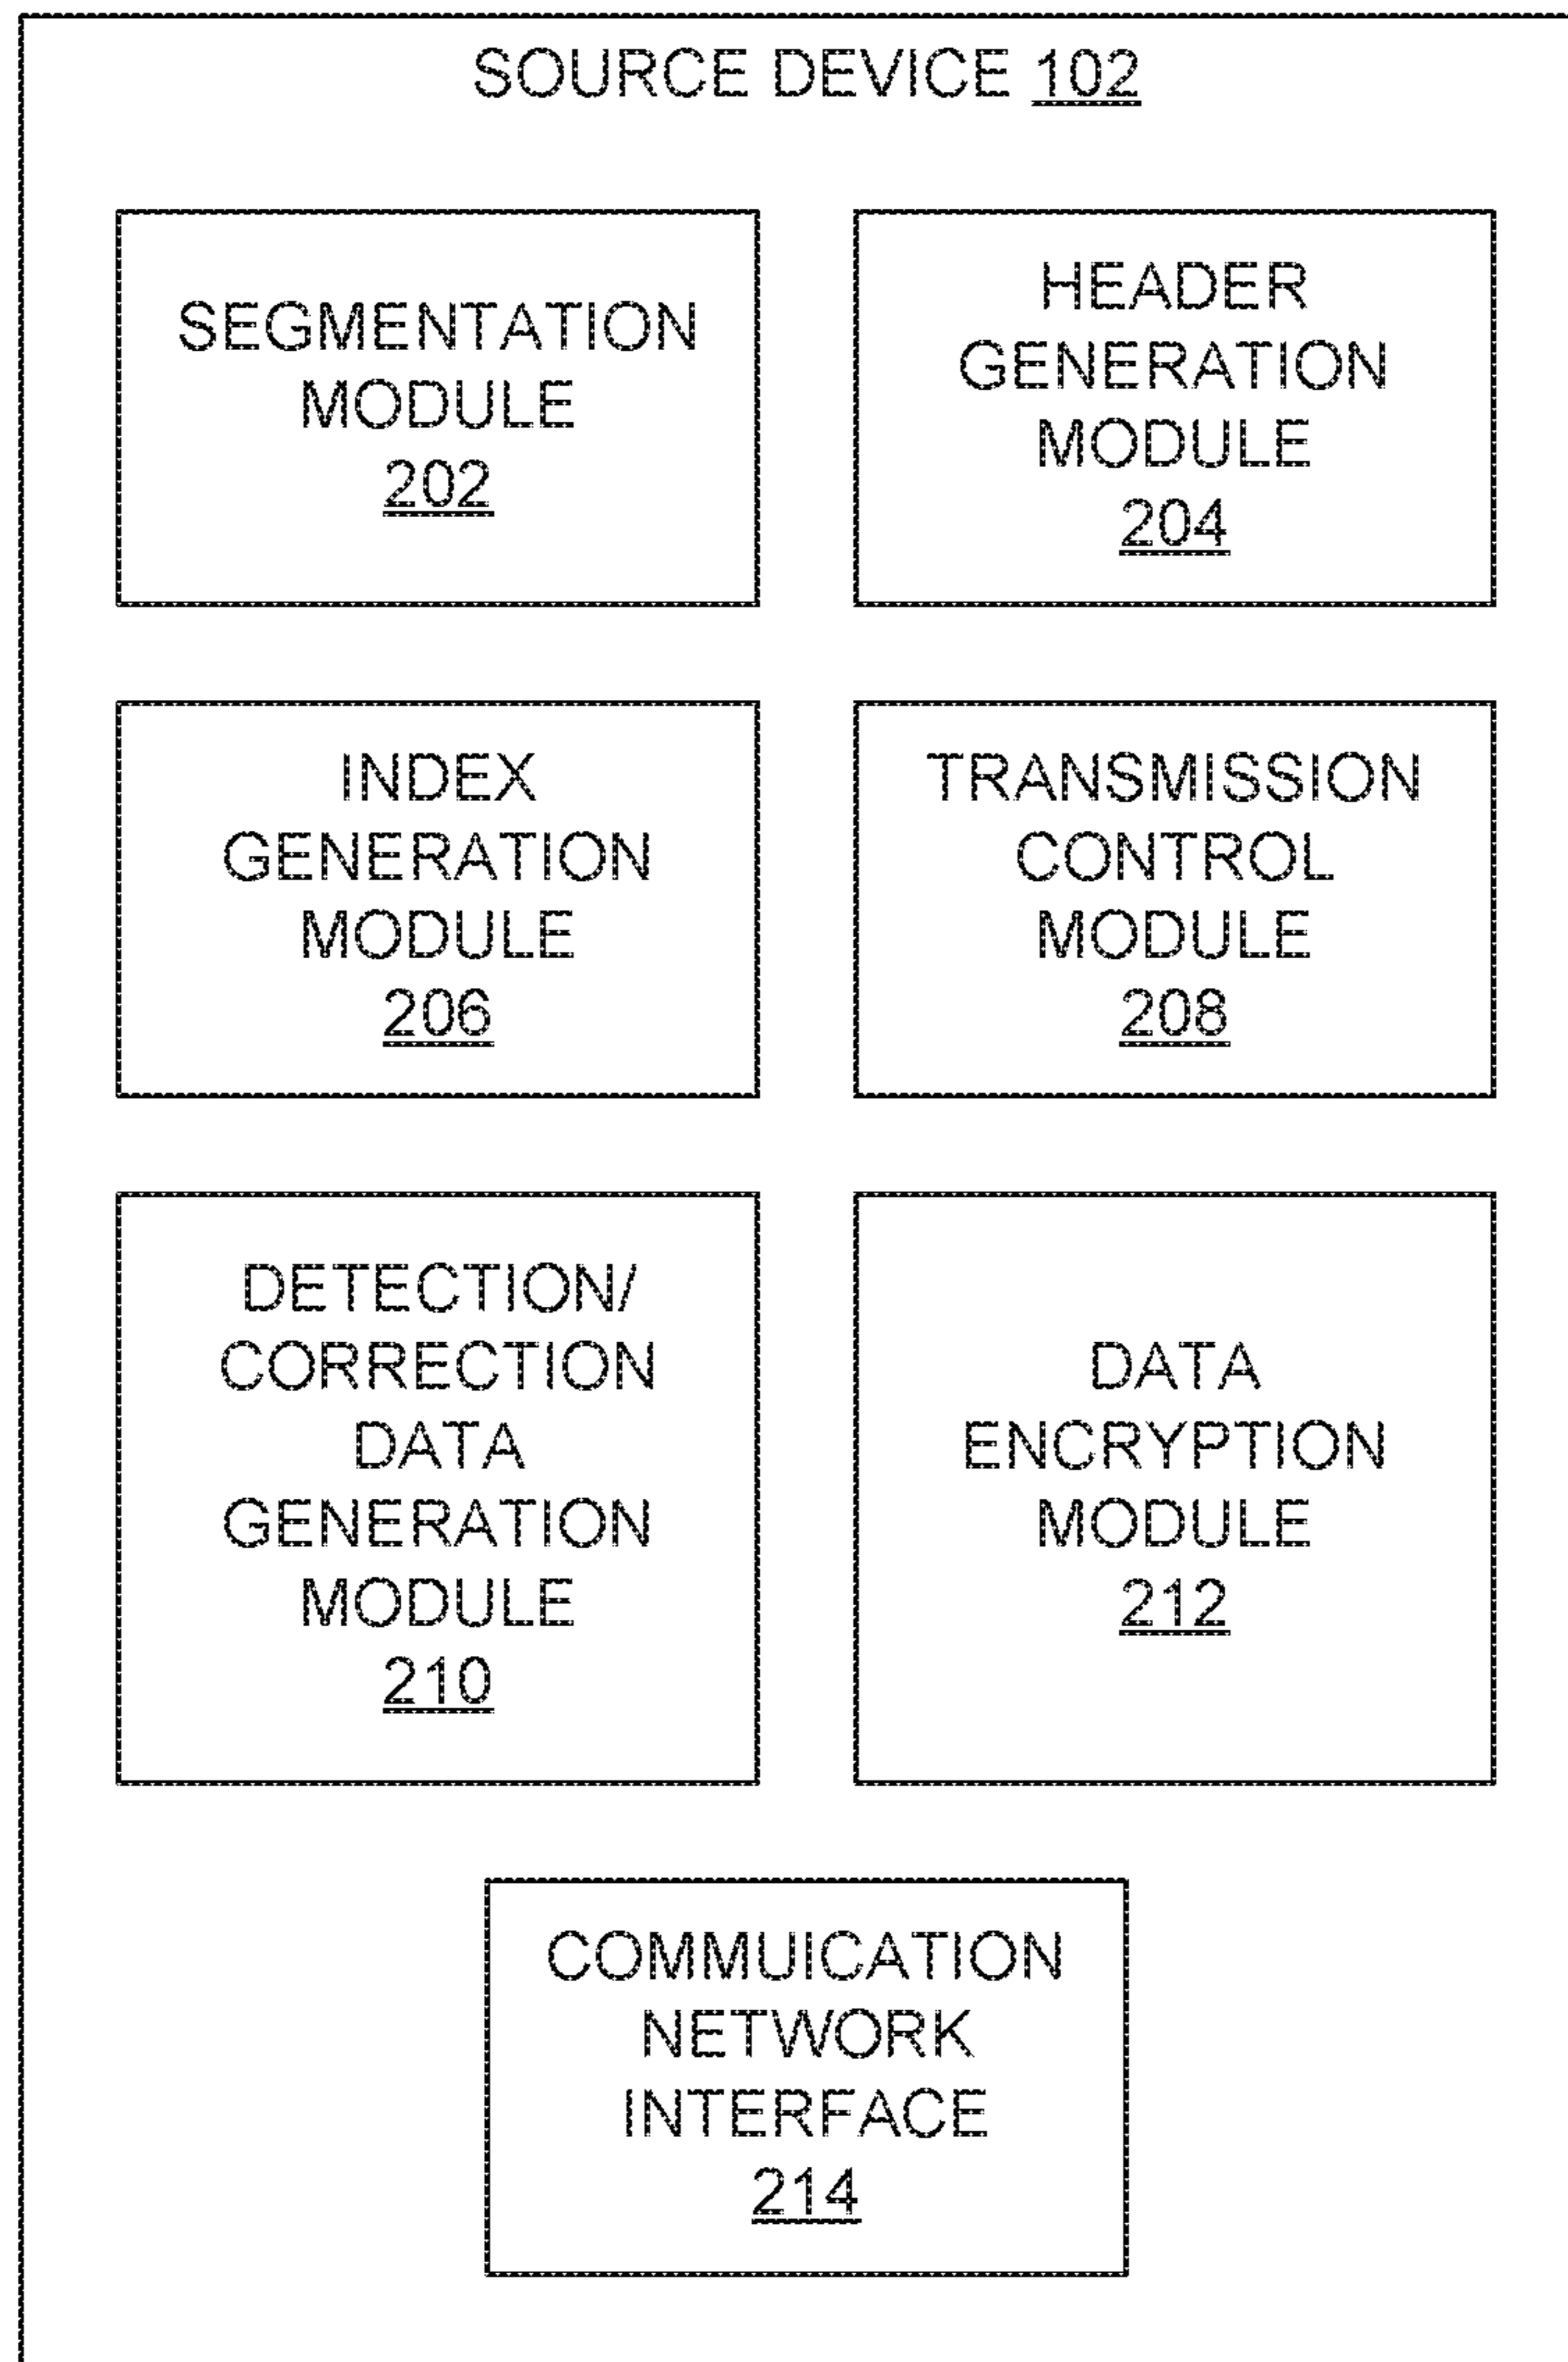 SOURCE DEVICE 102
SEGMENTATION
MODULE
202
HEADER
GENERATION
MODULE
204
INDEX
GENERATION
MODULE
206
TRANSMISSION
CONTROL
MODULE
208
DETECTION/
CORRECTION
DATA
GENERATION
MODULE
210
DATA
ENCRYPTION
MODULE
212
COMMUICATION
NETWORK
INTERFACE
214